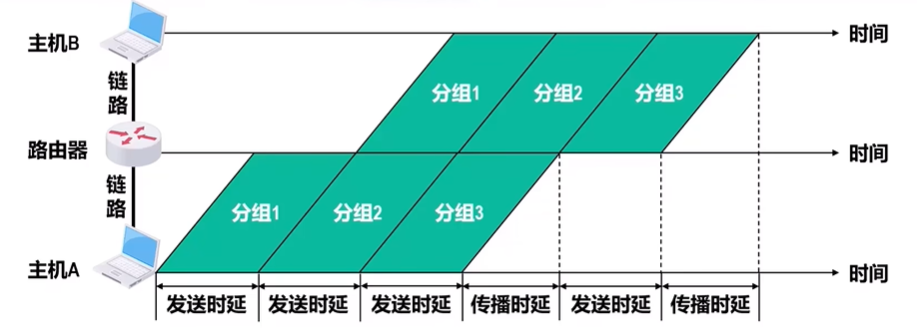 主机B
时间
链路
分组1
分组2
分组3
路由器
时间
链路
分组1
分组2
分组3
主机A
时间
发送时延
发送时延
发送时延
传播时延
发送时延
传播时延